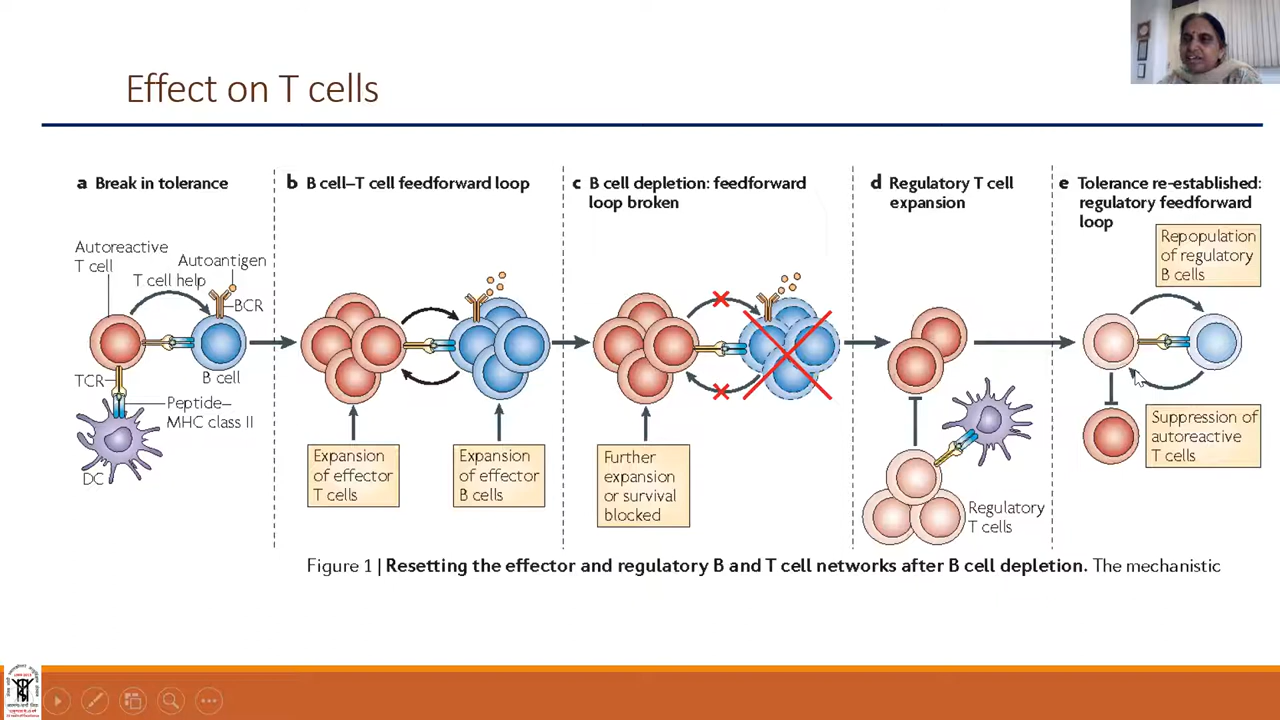 Effect on T cells
a Break in tolerance
Autoreactive
T cell
T cell help
Autoantigen
BCR
TCR
B cell
Peptide–
MHC class II
DC
b B cell–T cell feedforward loop
Expansion
of effector
T cells
Expansion
of effector
B cells
c B cell depletion: feedforward
loop broken
Further
expansion
or survival
blocked
d Regulatory T cell
expansion
Regulatory
T cells
e Tolerance re-established:
regulatory feedforward
loop
Repopulation
of regulatory
B cells
Suppression of
autoreactive
T cells
Figure 1 | Resetting the effector and regulatory B and T cell networks after B cell depletion. The mechanistic